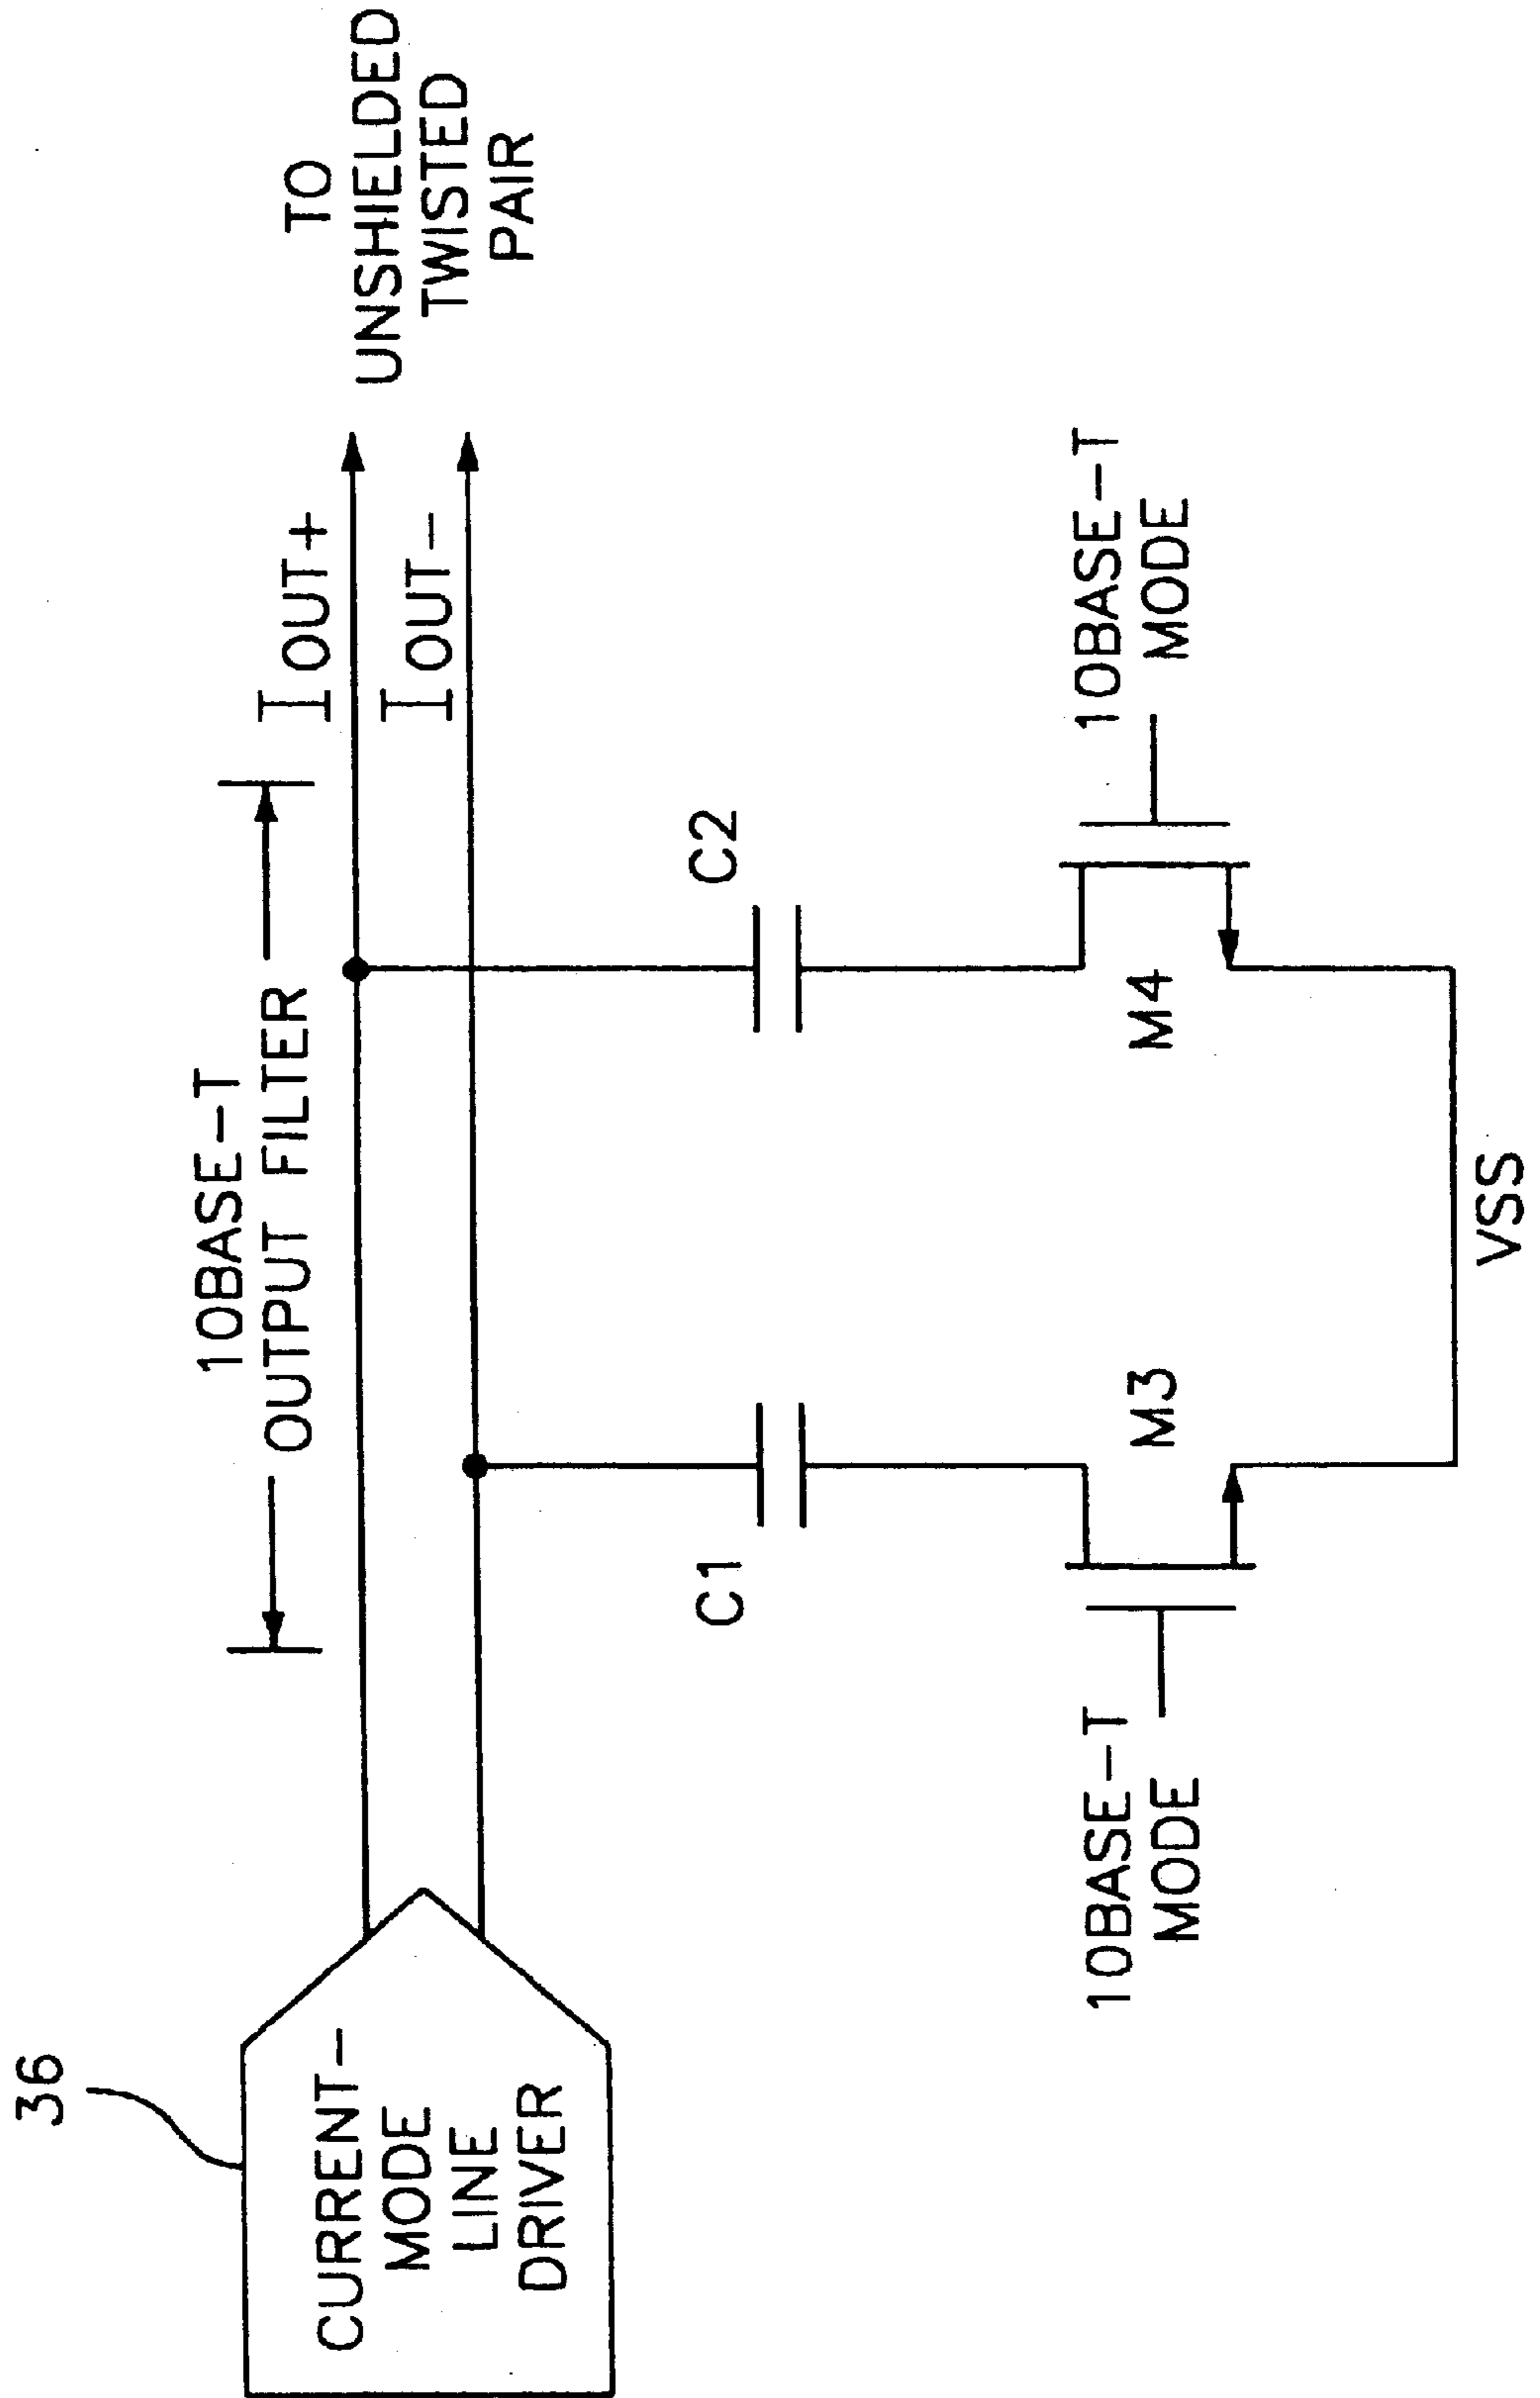 36
CURRENT-
MODE
LINE
DRIVER
10BASE-T
OUTPUT FILTER
I OUT+
I OUT-
TO
UNSHIELDED
TWISTED
PAIR
C1
C2
10BASE-T
MODE
M3
M4
10BASE-T
MODE
VSS